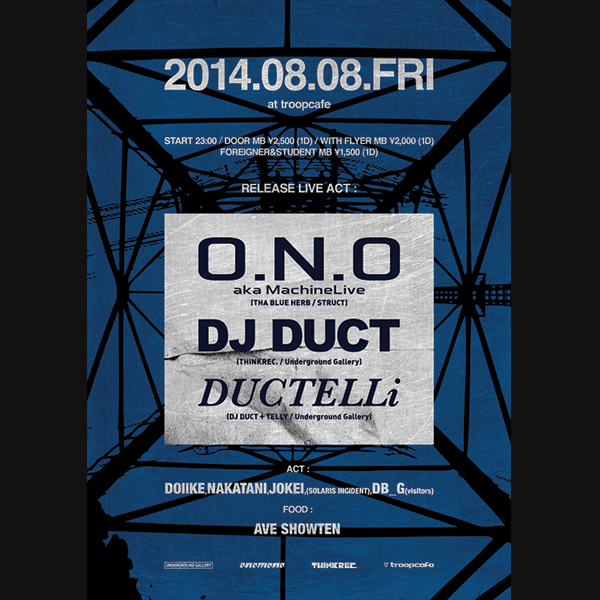 2014.08.08.FRI
at troopcafe
START 23:00 / DOOR MB ¥2,500 (1D) / WITH FLYER MB ¥2,000 (1D)
FOREIGNER&STUDENT MB ¥1,500 (1D)
RELEASE LIVE ACT :
O.N.O
aka MachineLive
(THA BLUE HERB / STRUCT)
DJ DUCT
(THINKREC. / Underground Gallery)
DUCTELLi
(DJ DUCT + TELLY / Underground Gallery)
ACT :
DOIIKE,NAKATANI,JOKEI,(SOLARIS INCIDENT),DB_G(visitors)
FOOD :
AVE SHOWTEN
UNDERGROUND GALLERY THINKREC. troopcafe